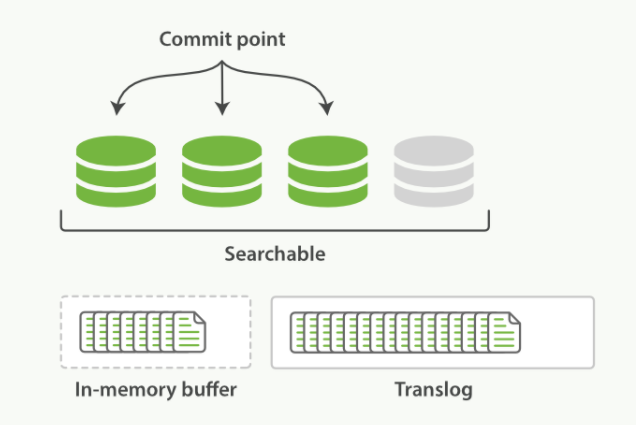 Commit point
Searchable
In-memory buffer
Translog